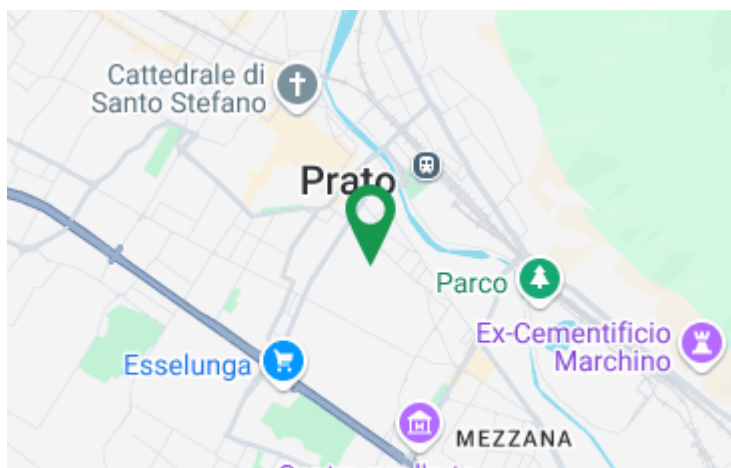 Cattedrale di
Santo Stefano
Prato
Parco
Ex-Cementificio
Marchino
Esselunga
MEZZANA